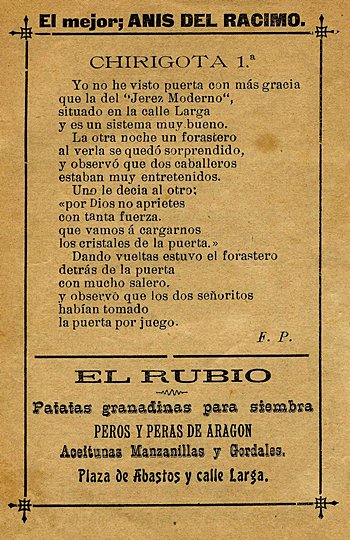 El mejor; ANIS DEL RACIMO.
CHIRIGOTA 1.ª
Yo no he visto puerta con más gracia
que la del "Jerez Moderno",
situado en la calle Larga
y es un sistema muy bueno.
La otra noche un forastero
al verla se quedó sorprendido,
y observó que dos caballeros
estaban muy entretenidos.
Uno le decia al otro:
«por Dios no aprietes
con tanta fuerza.
que vamos á cargarnos
los cristales de la puerta.»
Dando vueltas estuvo el forastero
detrás de la puerta
con mucho salero.
y observó que los dos señoritos
habían tomado
la puerta por juego.
F. P.
EL RUBIO
Patatas granadinas para siembra
PEROS Y PERAS DE ARAGON
Aceitunas Manzanillas y Gordales.
Plaza de Abastos y calle Larga.